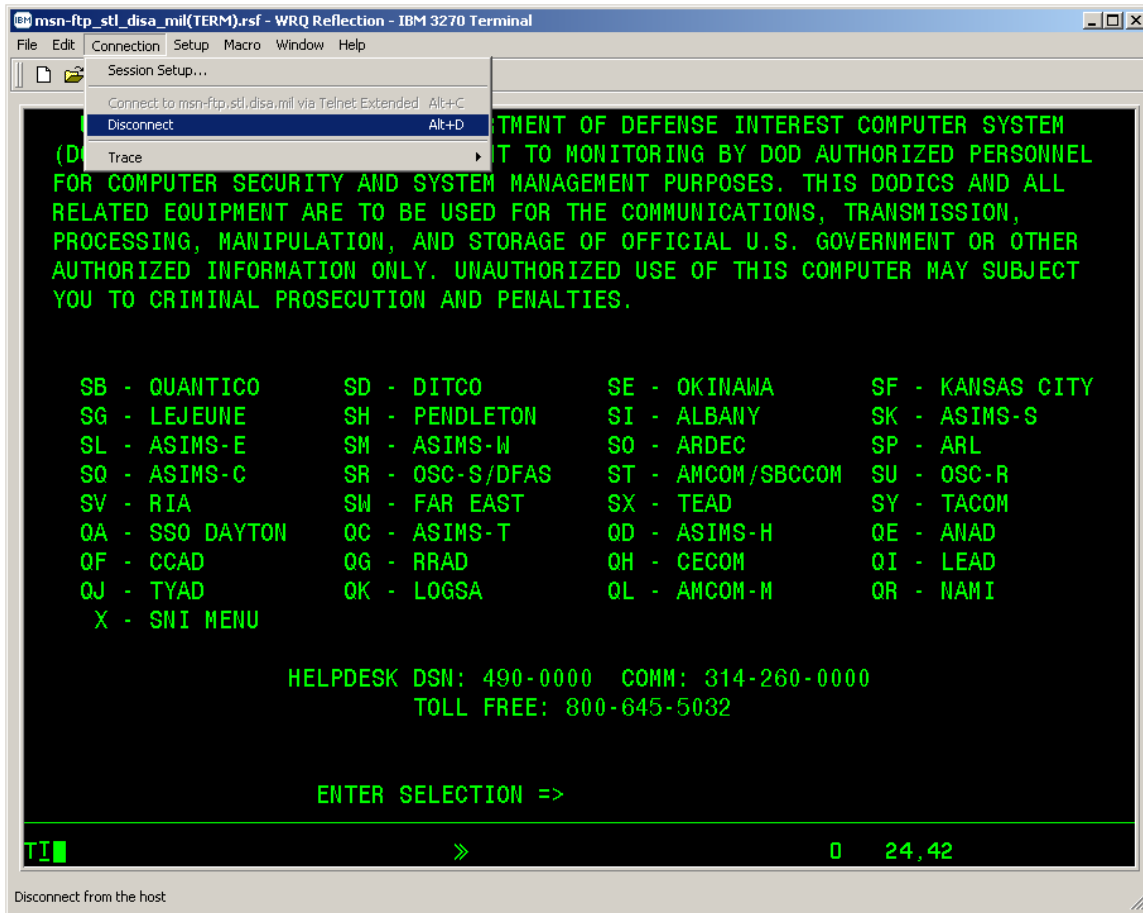 IBM msn-ftp_stl_disa_mil(TERM).rsf - WRQ Reflection - IBM 3270 Terminal
File Edit Connection Setup Macro Window Help
Session Setup...
Connect to msn-ftp.stl.disa.mil via Telnet Extended Alt+C
Disconnect Alt+D
Trace
TMENT OF DEFENSE INTEREST COMPUTER SYSTEM
(DO T TO MONITORING BY DOD AUTHORIZED PERSONNEL
FOR COMPUTER SECURITY AND SYSTEM MANAGEMENT PURPOSES. THIS DODICS AND ALL
RELATED EQUIPMENT ARE TO BE USED FOR THE COMMUNICATIONS, TRANSMISSION,
PROCESSING, MANIPULATION, AND STORAGE OF OFFICIAL U.S. GOVERNMENT OR OTHER
AUTHORIZED INFORMATION ONLY. UNAUTHORIZED USE OF THIS COMPUTER MAY SUBJECT
YOU TO CRIMINAL PROSECUTION AND PENALTIES.
SB - QUANTICO SD - DITCO SE - OKINAWA SF - KANSAS CITY
SG - LEJEUNE SH - PENDLETON SI - ALBANY SK - ASIMS-S
SL - ASIMS-E SM - ASIMS-W SO - ARDEC SP - ARL
SQ - ASIMS-C SR - OSC-S/DFAS ST - AMCOM/SBCCOM SU - OSC-R
SV - RIA SW - FAR EAST SX - TEAD SY - TACOM
QA - SSO DAYTON QC - ASIMS-T QD - ASIMS-H QE - ANAD
QF - CCAD QG - RRAD QH - CECOM QI - LEAD
QJ - TYAD QK - LOGSA QL - AMCOM-M QR - NAMI
X - SNI MENU
HELPDESK DSN: 490-0000 COMM: 314-260-0000
TOLL FREE: 800-645-5032
ENTER SELECTION =>
TI » 0 24,42
Disconnect from the host